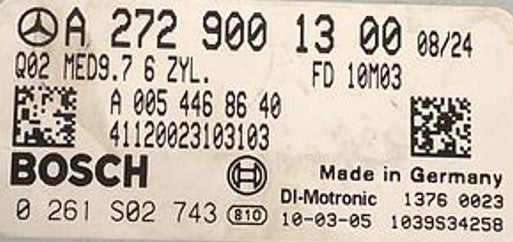 A 272 900 13 00 08/24
Q02 MED9.7 6 ZYL. FD 10M03
A 005 446 86 40
41120023103103
BOSCH Made in Germany
DI-Motronic 1376 0023
0 261 S02 743 810 10-03-05 1039S34258